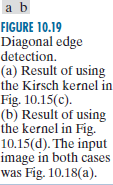 a b
FIGURE 10.19
Diagonal edge
detection.
(a) Result of using
the Kirsch kernel in
Fig. 10.15(c).
(b) Result of using
the kernel in Fig.
10.15(d). The input
image in both cases
was Fig. 10.18(a).